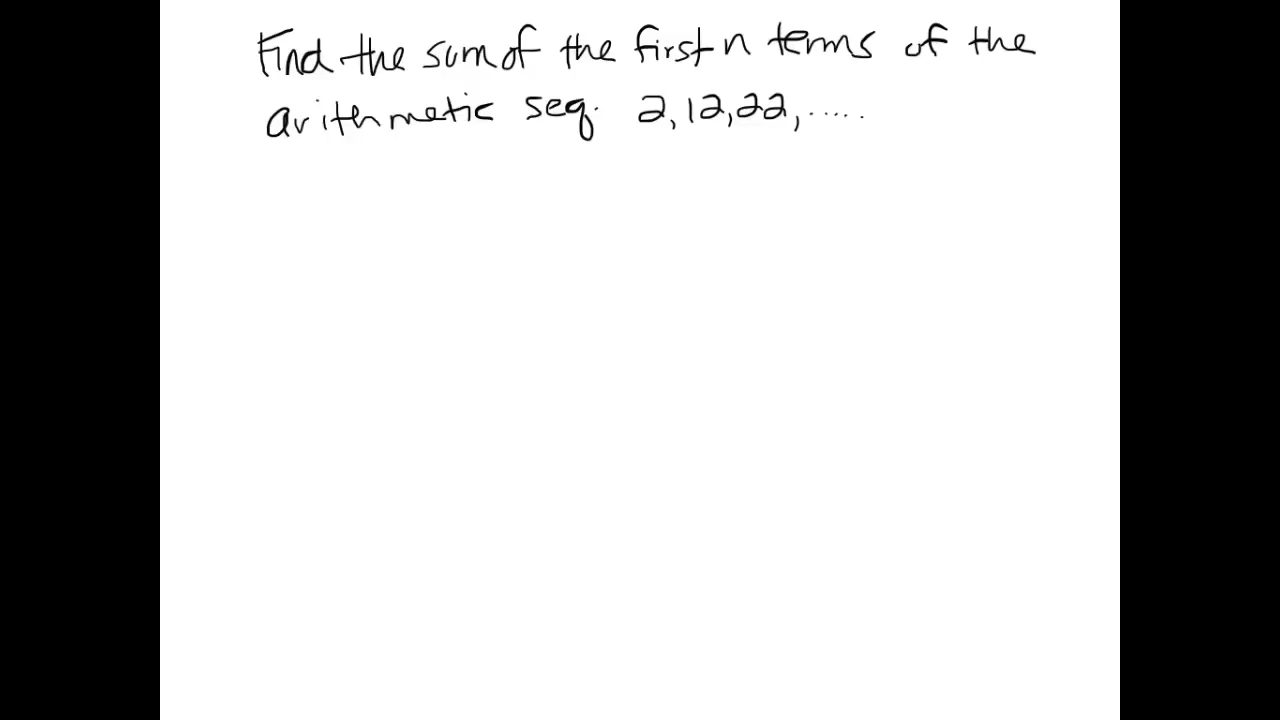 Find the sum of the first n terms of the
arithmetic seq. 2, 12, 22, .....